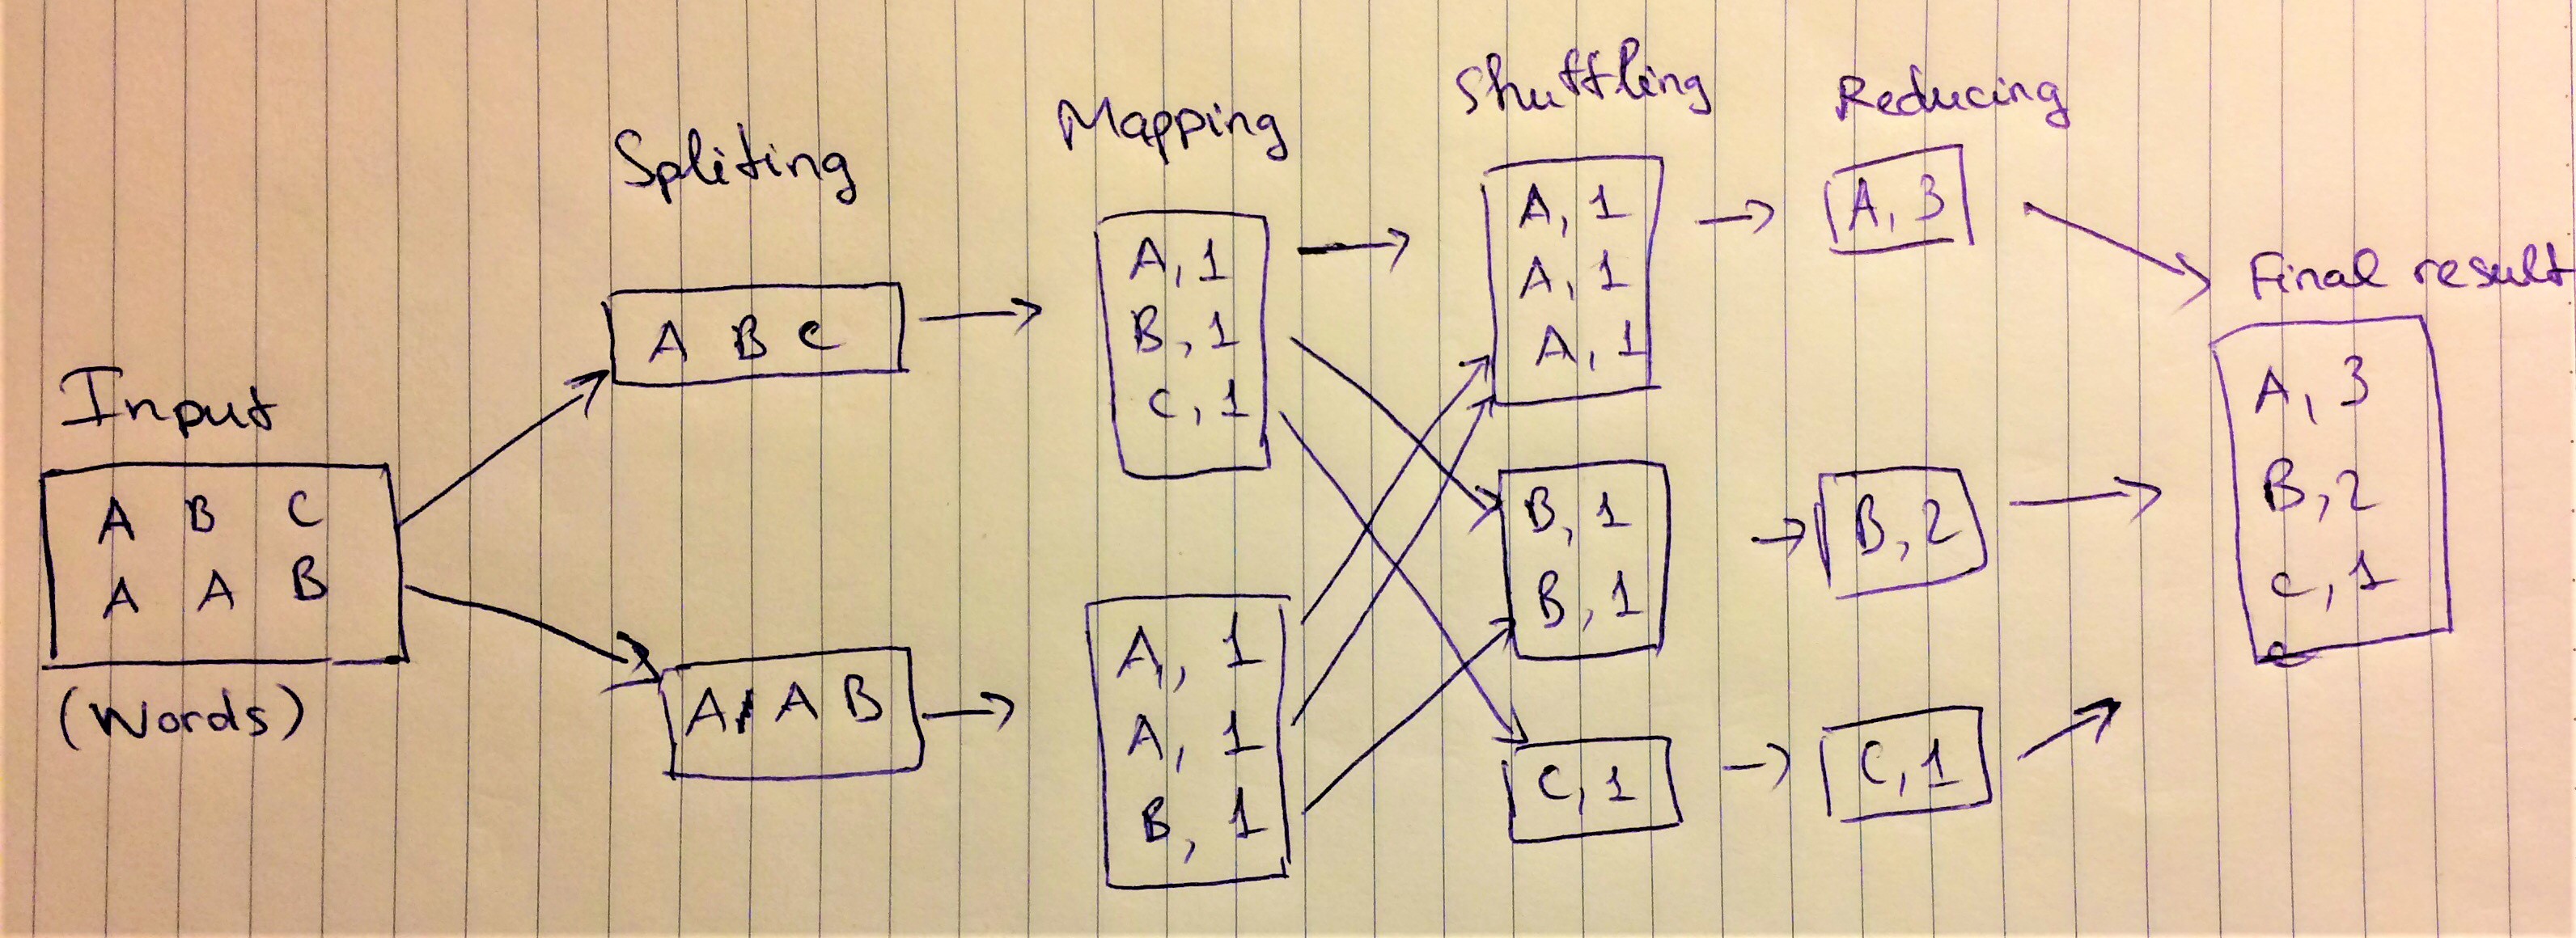 Input
A B C
A A B
(Words)
Spliting
A B C
A, A B
Mapping
A, 1
B, 1
C, 1
A, 1
A, 1
B, 1
Shuffling
A, 1
A, 1
A, 1
B, 1
B, 1
C, 1
Reducing
A, 3
B, 2
C, 1
Final result
A, 3
B, 2
C, 1